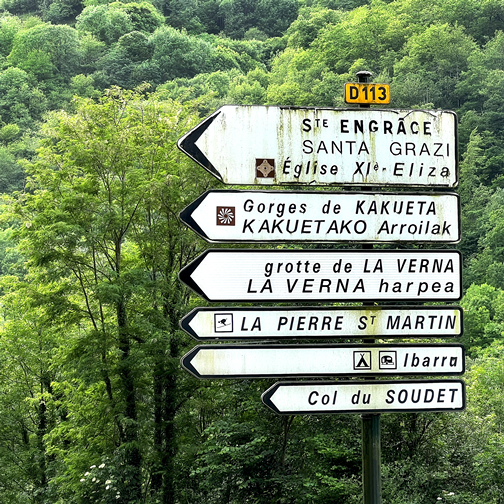 D113
STE ENGRÂCE
SANTA GRAZI
Église XIe-Eliza
Gorges de KAKUETA
KAKUETAKO Arroilak
grotte de LA VERNA
LA VERNA harpea
LA PIERRE ST MARTIN
Ibarra
Col du SOUDET